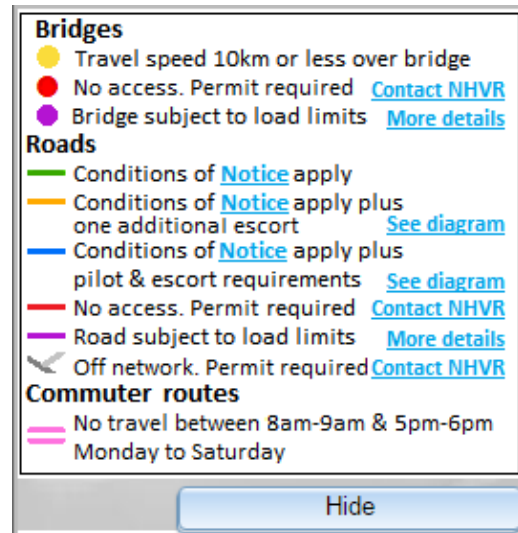 Bridges
Travel speed 10km or less over bridge
No access. Permit required Contact NHVR
Bridge subject to load limits More details
Roads
Conditions of Notice apply
Conditions of Notice apply plus
one additional escort See diagram
Conditions of Notice apply plus
pilot & escort requirements See diagram
No access. Permit required Contact NHVR
Road subject to load limits More details
Off network. Permit required Contact NHVR
Commuter routes
No travel between 8am-9am & 5pm-6pm
Monday to Saturday
Hide